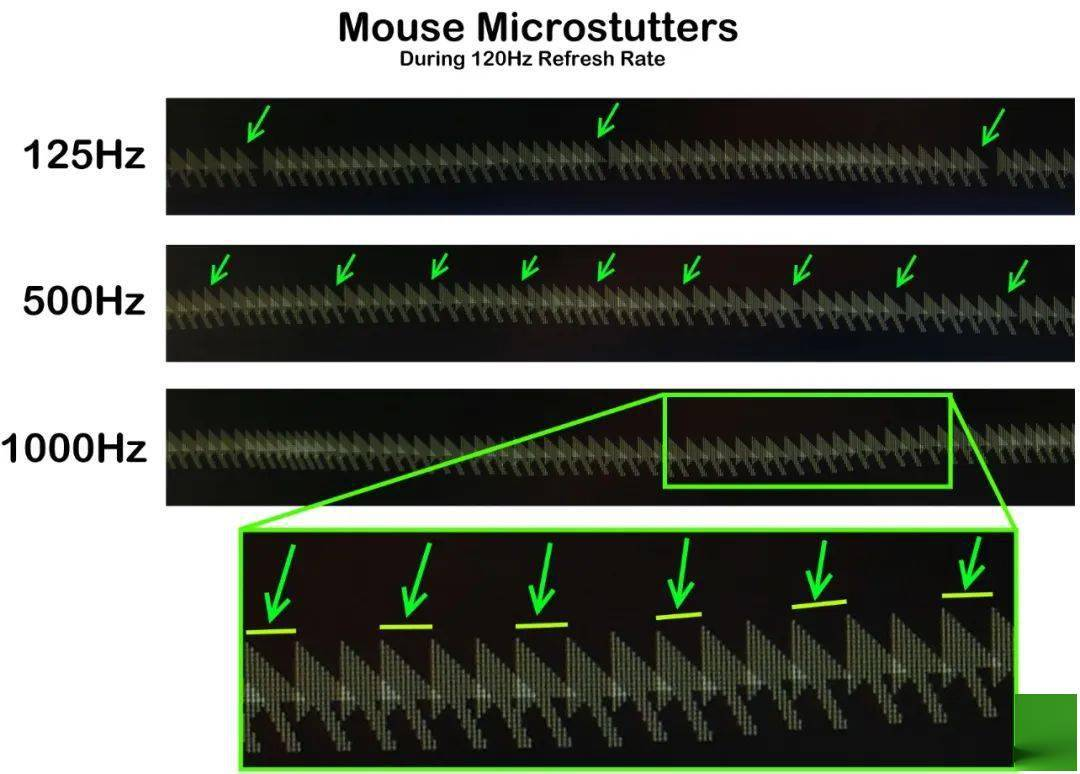 Mouse Microstutters
During 120Hz Refresh Rate
125Hz
500Hz
1000Hz